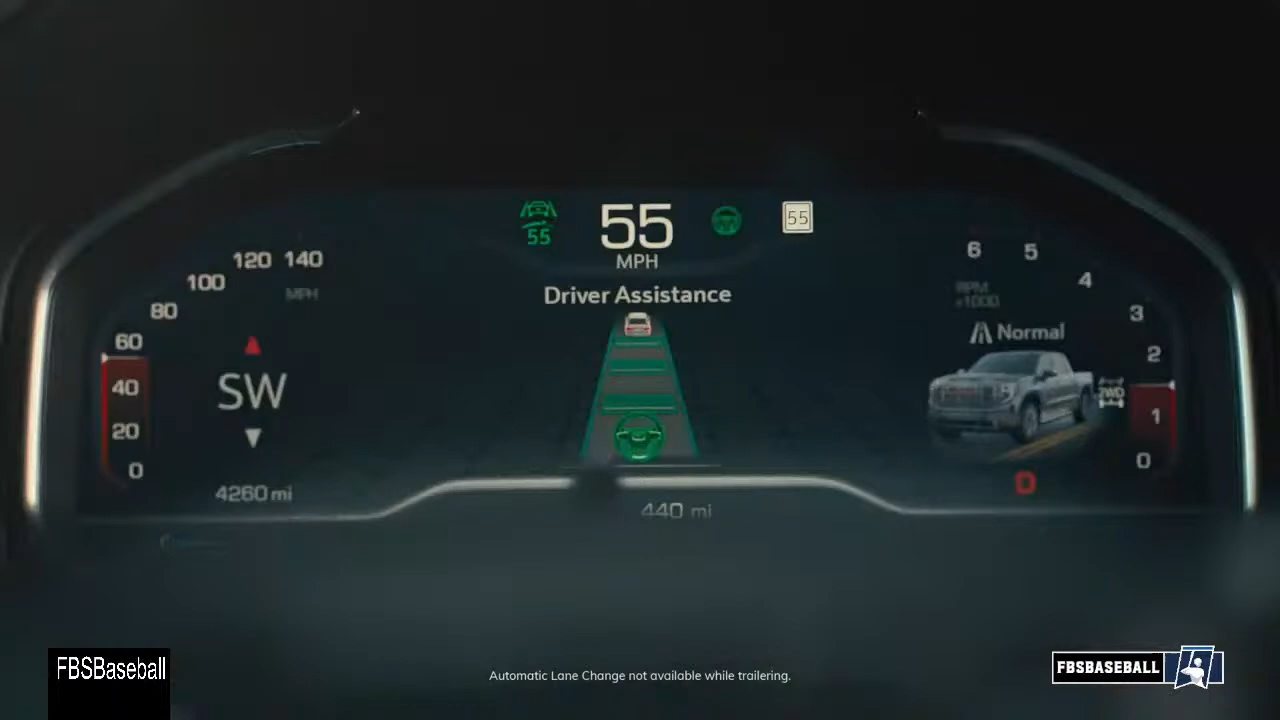 55
55
MPH
55
Driver Assistance
140
120
100
80
60
40
20
0
MPH
SW
4260 mi
440 mi
6
5
4
3
2
1
0
RPM
x1000
Normal
2WD
D
FBSBaseball
Automatic Lane Change not available while trailering.
FBSBASEBALL